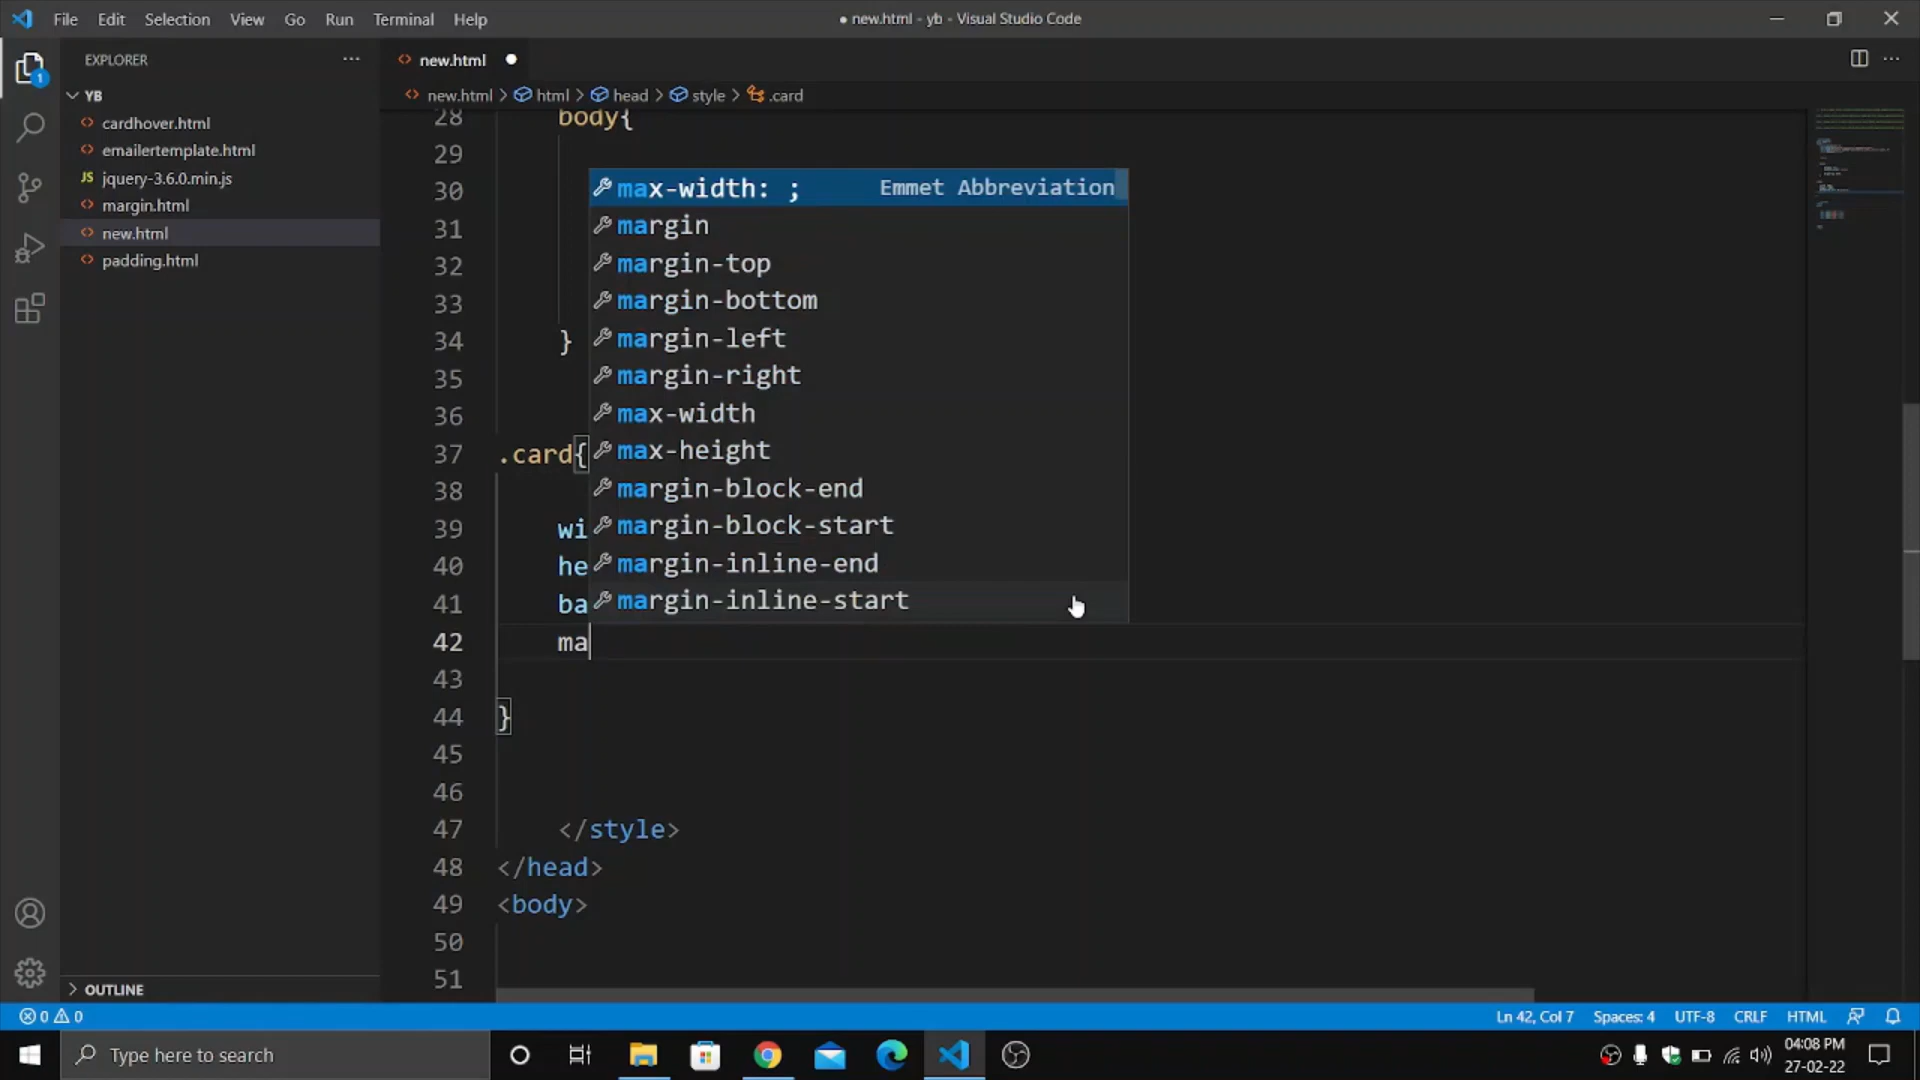 File Edit Selection View Go Run Terminal Help
● new.html - yb - Visual Studio Code
EXPLORER
YB
cardhover.html
emailertemplate.html
JS jquery-3.6.0.min.js
margin.html
new.html
padding.html
OUTLINE
1
new.html
new.html > html > head > style > .card
28 body{
29
30
31
32
33
34 }
35
36
37 .card{
38
39 wi
40 he
41 ba
42 ma
43
44 }
45
46
47 </style>
48 </head>
49 <body>
50
51
max-width: ; Emmet Abbreviation
margin
margin-top
margin-bottom
margin-left
margin-right
max-width
max-height
margin-block-end
margin-block-start
margin-inline-end
margin-inline-start
0 0
Ln 42, Col 7 Spaces: 4 UTF-8 CRLF HTML
Type here to search
04:08 PM
27-02-22